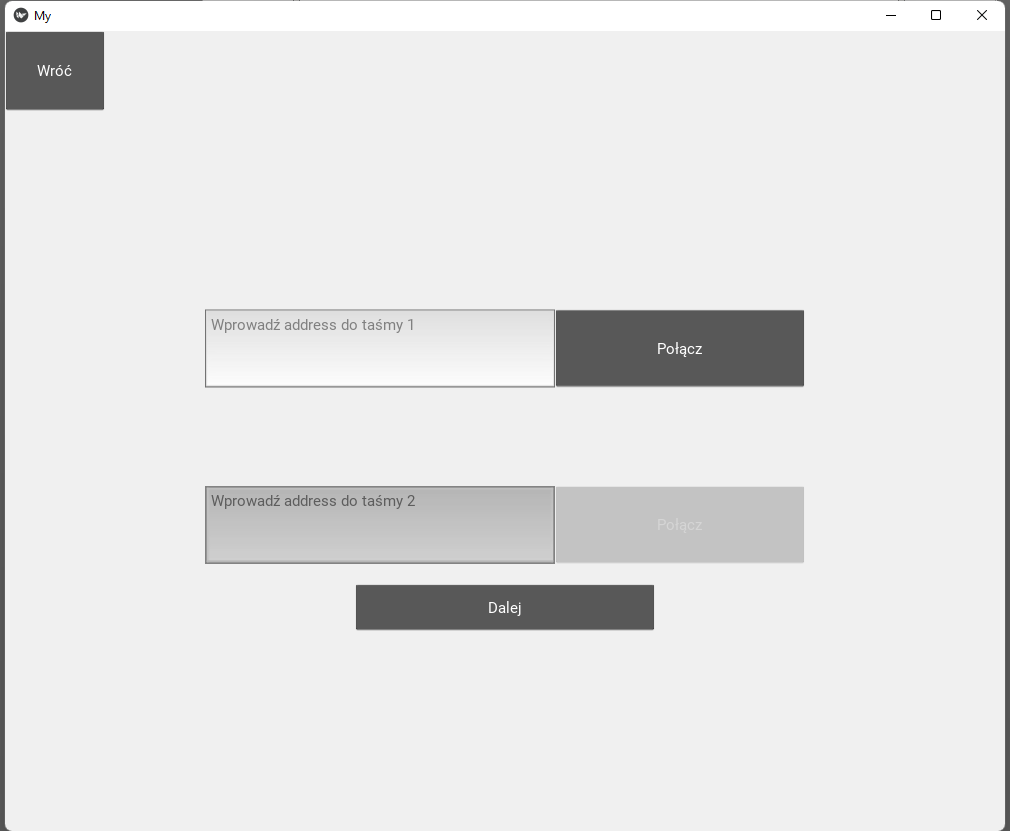 My
Wróć
Wprowadź address do taśmy 1
Połącz
Wprowadź address do taśmy 2
Połącz
Dalej